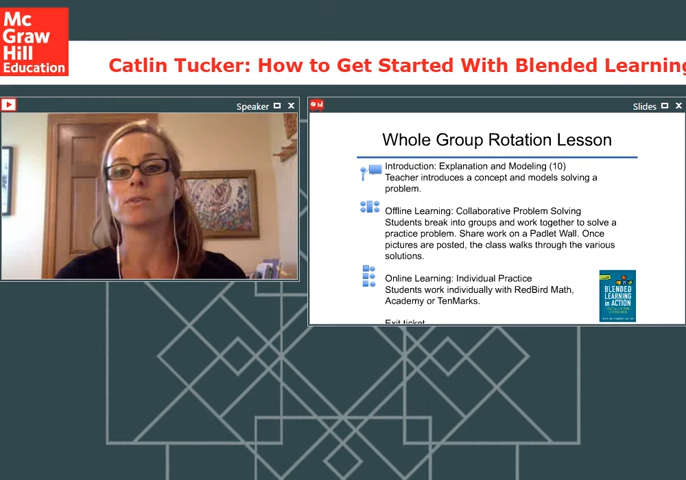 Mc
Graw
Hill
Education
Catlin Tucker: How to Get Started With Blended Learning
Speaker
Slides
Whole Group Rotation Lesson
Introduction: Explanation and Modeling (10)
Teacher introduces a concept and models solving a
problem.
Offline Learning: Collaborative Problem Solving
Students break into groups and work together to solve a
practice problem. Share work on a Padlet Wall. Once
pictures are posted, the class walks through the various
solutions.
Online Learning: Individual Practice
Students work individually with RedBird Math,
Academy or TenMarks.
Exit ticket
BLENDED
LEARNING
IN ACTION